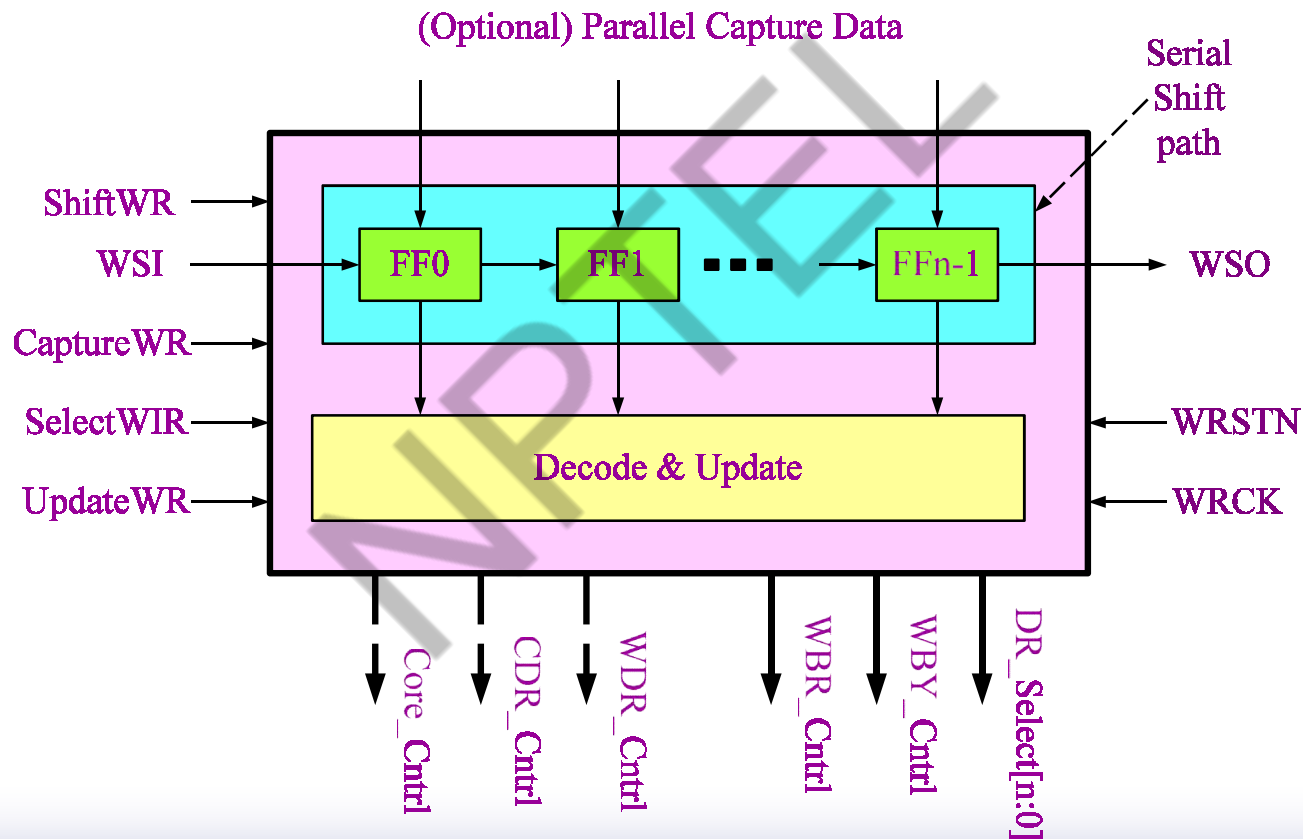 (Optional) Parallel Capture Data
Serial
Shift
path
ShiftWR
WSI
FF0
FF1
FFn-1
WSO
CaptureWR
SelectWIR
WRSTN
Decode & Update
UpdateWR
WRCK
Core_Cntrl
CDR_Cntrl
WDR_Cntrl
WBR_Cntrl
WBY_Cntrl
DR_Select[n:0]
NPTEL